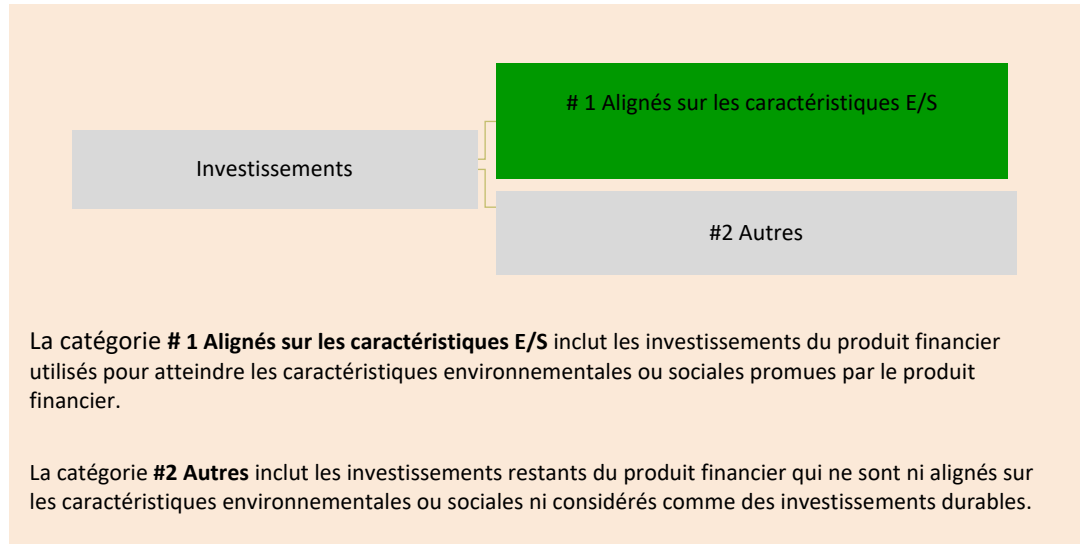 # 1 Alignés sur les caractéristiques E/S
Investissements
#2 Autres
La catégorie # 1 Alignés sur les caractéristiques E/S inclut les investissements du produit financier
utilisés pour atteindre les caractéristiques environnementales ou sociales promues par le produit
financier.
La catégorie #2 Autres inclut les investissements restants du produit financier qui ne sont ni alignés sur
les caractéristiques environnementales ou sociales ni considérés comme des investissements durables.